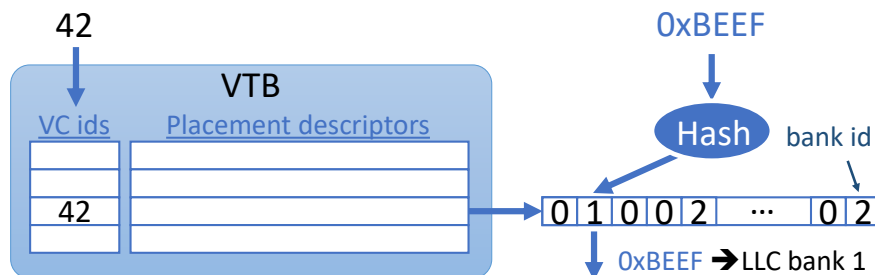 42
0xBEEF
VTB
VC ids
Placement descriptors
Hash
bank id
42
0 1 0 0 2 ... 0 2
0xBEEF ➔ LLC bank 1